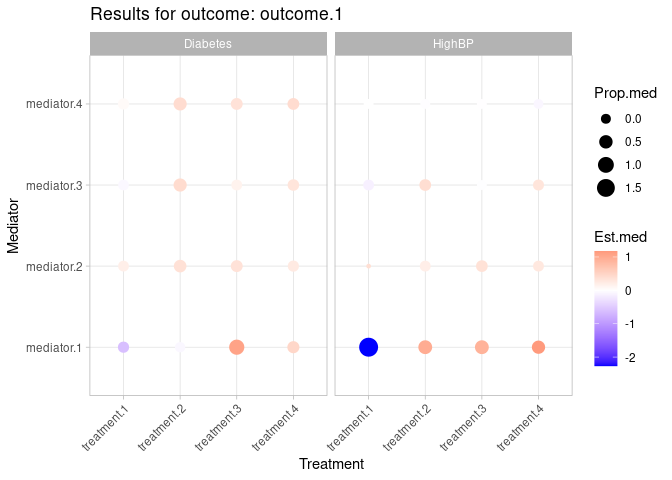 Results for outcome: outcome.1
Diabetes
HighBP
mediator.4
mediator.3
mediator.2
mediator.1
Mediator
treatment.1
treatment.2
treatment.3
treatment.4
treatment.1
treatment.2
treatment.3
treatment.4
Treatment
Prop.med
0.0
0.5
1.0
1.5
Est.med
1
0
-1
-2